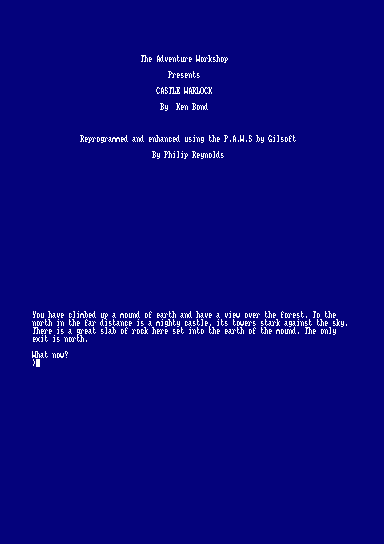 The Adventure Workshop
Presents
CASTLE WARLOCK
By  Ken Bond
Reprogrammed and enhanced using the P.A.W.S by Gilsoft
By Philip Reynolds
You have climbed up a mound of earth and have a view over the forest. To the
north in the far distance is a mighty castle, its towers stark against the sky.
There is a great slab of rock here set into the earth of the mound. The only
exit is north.
What now?
>